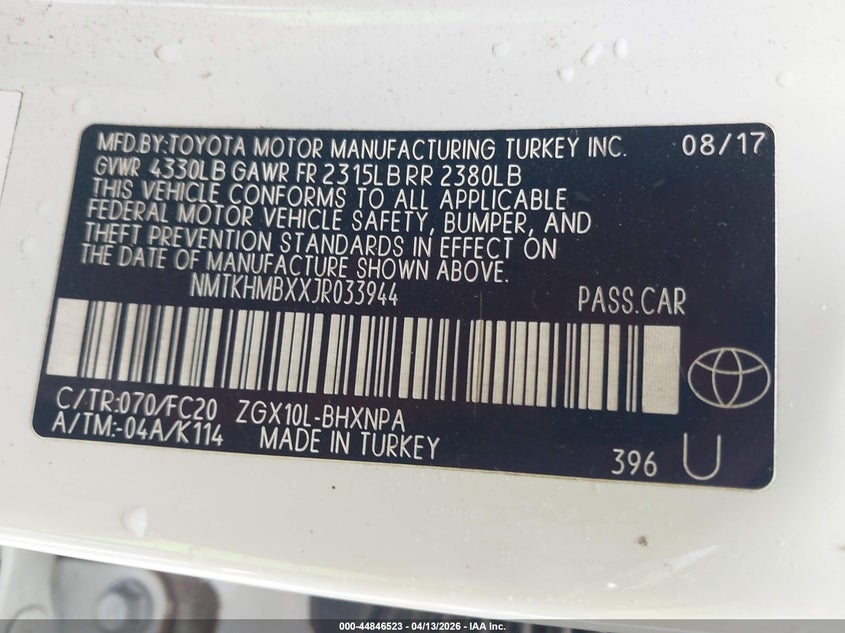 MFD.BY:TOYOTA MOTOR MANUFACTURING TURKEY INC. 08/17
GVWR 4330LB GAWR FR 2315LB RR 2380LB
THIS VEHICLE CONFORMS TO ALL APPLICABLE
FEDERAL MOTOR VEHICLE SAFETY, BUMPER, AND
THEFT PREVENTION STANDARDS IN EFFECT ON
THE DATE OF MANUFACTURE SHOWN ABOVE.
NMTKHMBXXJR033944 PASS.CAR
C/TR:070/FC20 ZGX10L-BHXNPA
A/TM:-04A/K114 MADE IN TURKEY
396 U
000-44846523 - 04/13/2026 - IAAI.com